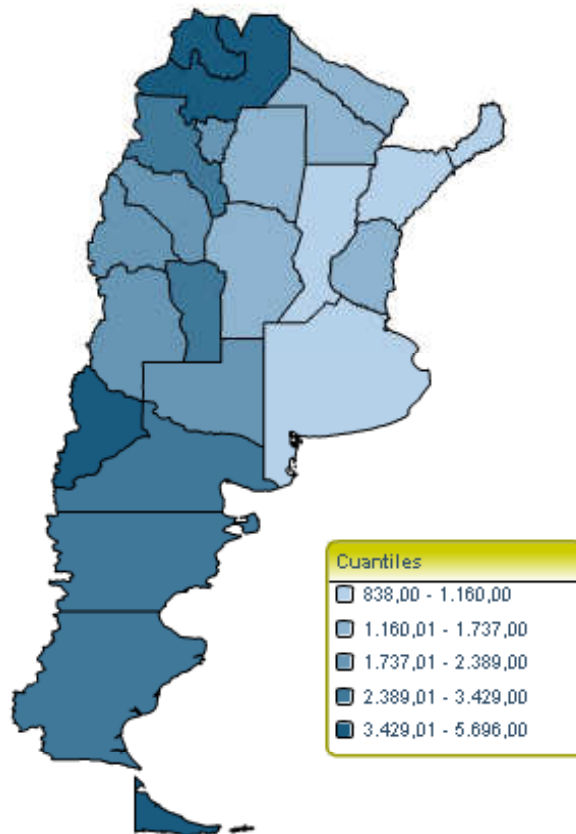 Cuantiles
838,00 - 1.160,00
1.160,01 - 1.737,00
1.737,01 - 2.389,00
2.389,01 - 3.429,00
3.429,01 - 5.696,00